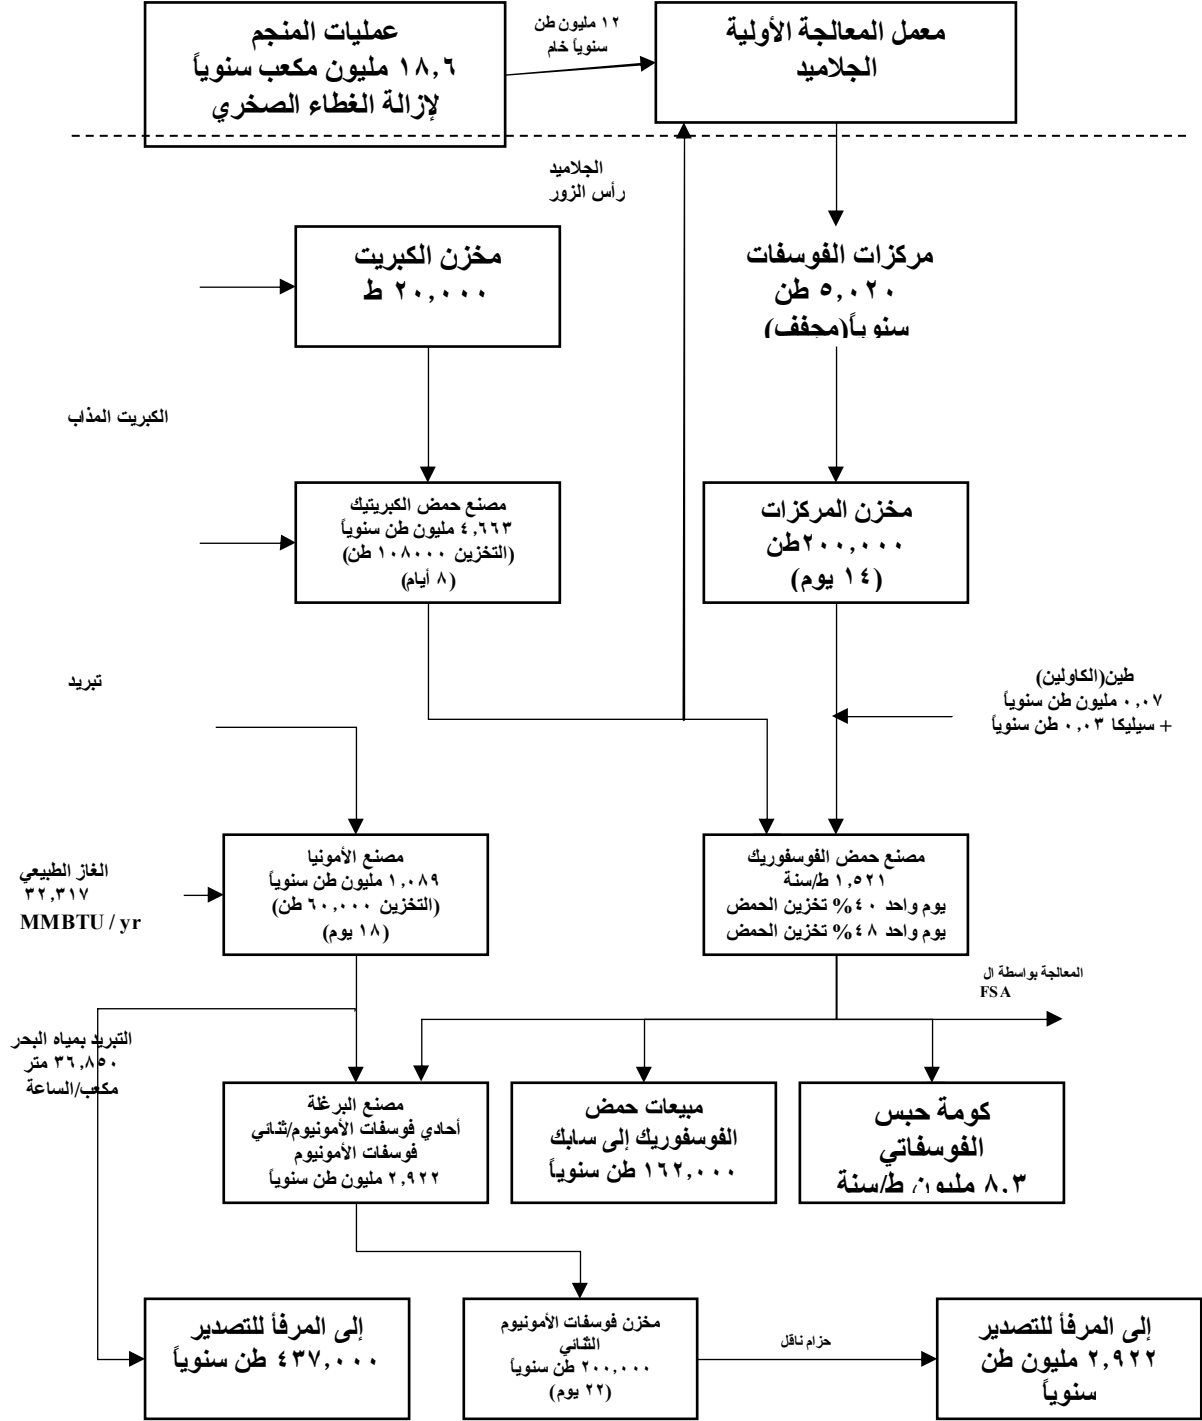 عمليات المنجم
١٨,٦ مليون مكعب سنوياً
لإزالة الغطاء الصخري
١٢ مليون طن
سنوياً خام
معمل المعالجة الأولية
الجلاميد
الجلاميد
رأس الزور
مخزن الكبريت
٢٠,٠٠٠ ط
مركزات الفوسفات
٥,٠٢٠ طن
سنوياً(مجفف)
الكبريت المذاب
مصنع حمض الكبريتيك
٤,٦٦٣ مليون طن سنوياً
(التخزين ١٠٨٠٠٠ طن)
(٨ أيام)
مخزن المركزات
٢٠٠,٠٠٠طن
(١٤ يوم)
تبريد
طين(الكاولين)
٠,٠٧ مليون طن سنوياً
+ سيليكا ٠,٠٣ طن سنوياً
الغاز الطبيعي
٣٢,٣١٧
MMBTU / yr
مصنع الأمونيا
١,٠٨٩ مليون طن سنوياً
(التخزين ٦٠,٠٠٠ طن)
(١٨ يوم)
مصنع حمض الفوسفوريك
١,٥٢١ ط/سنة
يوم واحد ٤٠% تخزين الحمض
يوم واحد ٤٨% تخزين الحمض
المعالجة بواسطة ال
FSA
التبريد بمياه البحر
٣٦,٨٥٠ متر
مكعب/الساعة
مصنع البرغلة
أحادي فوسفات الأمونيوم/ثنائي
فوسفات الأمونيوم
٢,٩٢٢ مليون طن سنوياً
مبيعات حمض
الفوسفوريك إلى سابك
١٦٢,٠٠٠ طن سنوياً
كومة حبس
الفوسفاتي
٨,٣ مليون ط/سنة
إلى المرفأ للتصدير
٤٣٧,٠٠٠ طن سنوياً
مخزن فوسفات الأمونيوم
الثنائي
٢٠٠,٠٠٠ طن سنوياً
(٢٢ يوم)
حزام ناقل
إلى المرفأ للتصدير
٢,٩٢٢ مليون طن
سنوياً